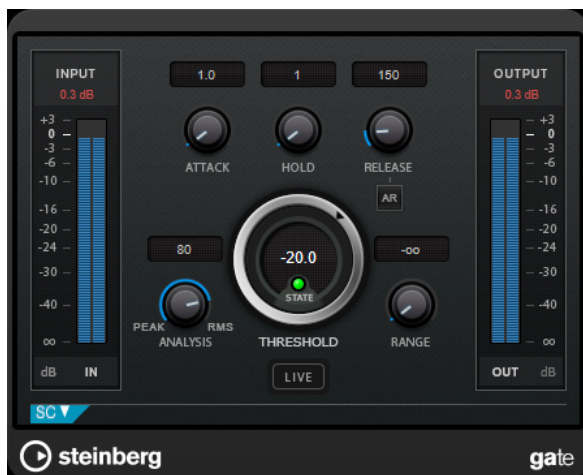 INPUT
0.3 dB
1.0
1
150
OUTPUT
0.3 dB
+3
0
-3
-6
-10
-16
-20
-24
-30
-40
∞
dB IN
ATTACK
HOLD
RELEASE
AR
80
-20.0
STATE
-∞
PEAK RMS
ANALYSIS
THRESHOLD
RANGE
LIVE
+3
0
-3
-6
-10
-16
-20
-24
-30
-40
∞
OUT dB
SC
steinberg
gate